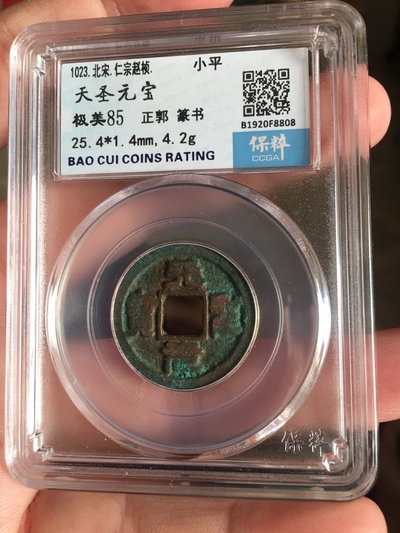 1023.北宋.仁宗赵桢. 小平
天圣元宝
极美85 正郭 篆书
25.4*1.4mm,4.2g
BAO CUI COINS RATING
B1920F8808
保粹
CCGA
保粹